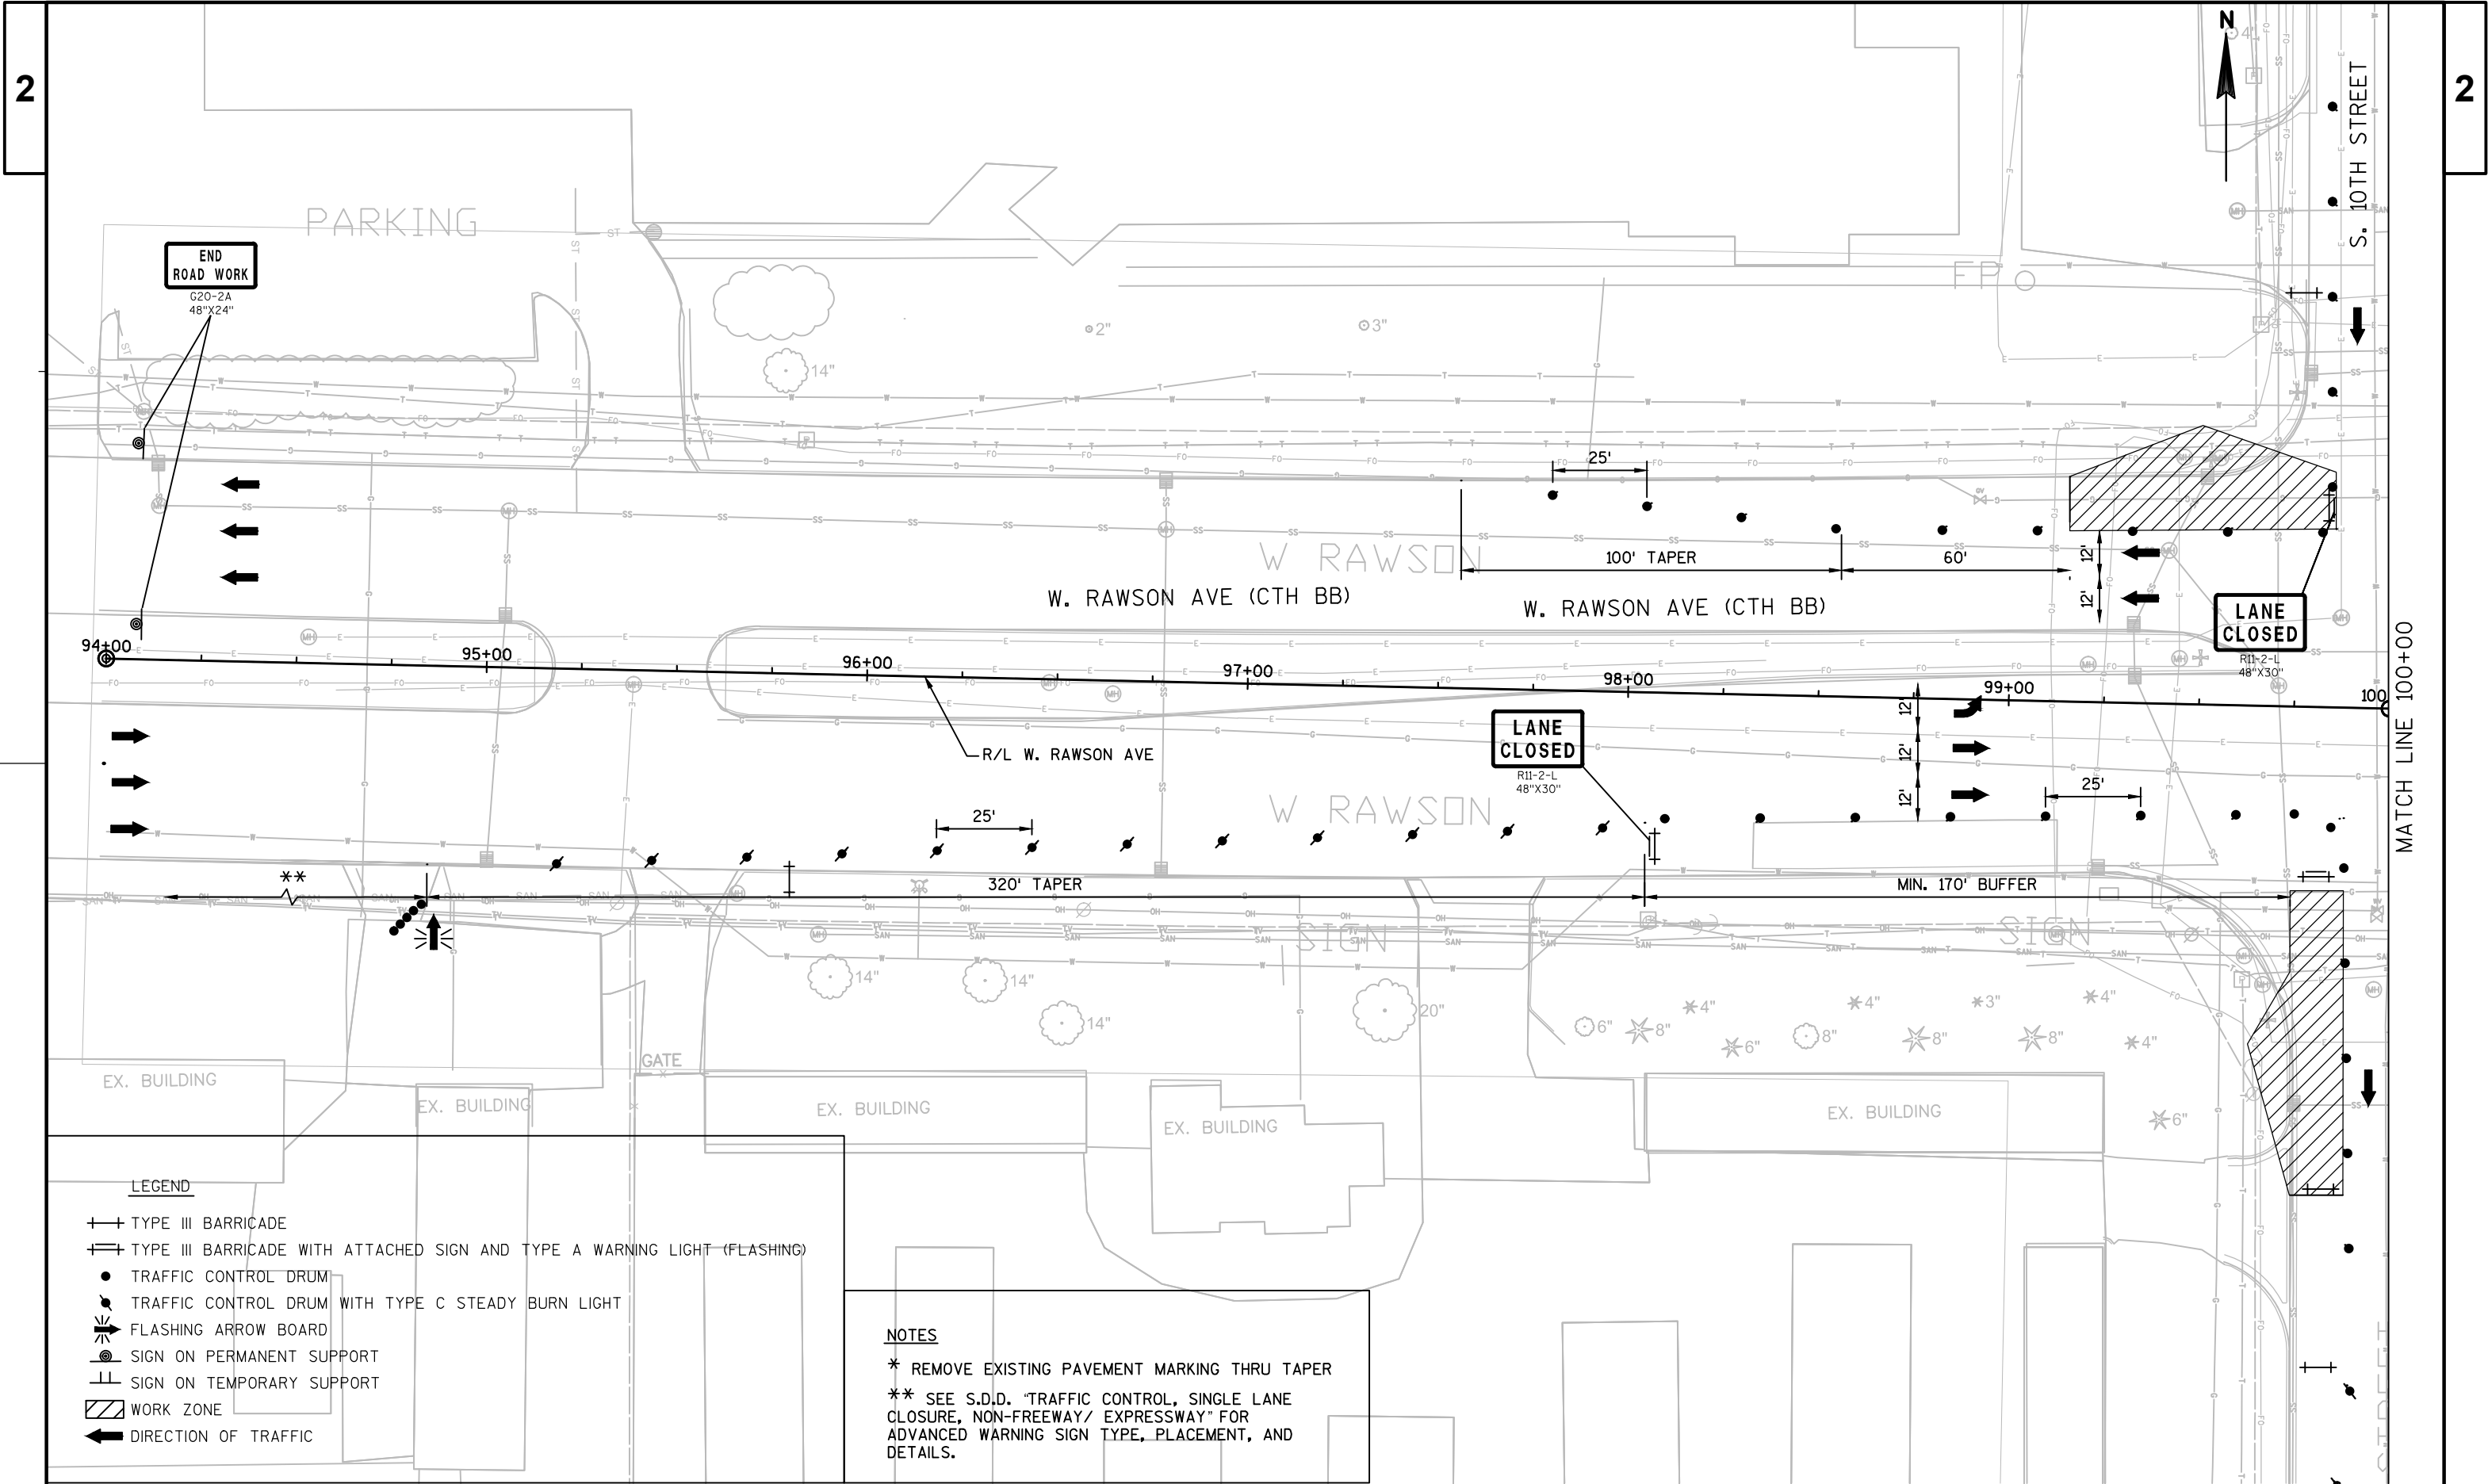 2
2
N
S. 10TH STREET
4"
PARKING
END
ROAD WORK
G20-2A
48"X24"
FP
2"
3"
14"
25'
W RAWSON
100' TAPER
60'
12'
12'
W. RAWSON AVE (CTH BB)
W. RAWSON AVE (CTH BB)
LANE
CLOSED
R11-2-L
48"X30"
94+00
95+00
96+00
97+00
98+00
99+00
100
MATCH LINE 100+00
R/L W. RAWSON AVE
LANE
CLOSED
R11-2-L
48"X30"
12'
12'
12'
25'
25'
W RAWSON
**
320' TAPER
MIN. 170' BUFFER
SIGN
SIGN
14"
14"
14"
20"
6"
8"
4"
6"
8"
4"
8"
3"
8"
4"
4"
6"
GATE
EX. BUILDING
EX. BUILDING
EX. BUILDING
EX. BUILDING
EX. BUILDING
LEGEND
TYPE III BARRICADE
TYPE III BARRICADE WITH ATTACHED SIGN AND TYPE A WARNING LIGHT (FLASHING)
TRAFFIC CONTROL DRUM
TRAFFIC CONTROL DRUM WITH TYPE C STEADY BURN LIGHT
FLASHING ARROW BOARD
SIGN ON PERMANENT SUPPORT
SIGN ON TEMPORARY SUPPORT
WORK ZONE
DIRECTION OF TRAFFIC
NOTES
* REMOVE EXISTING PAVEMENT MARKING THRU TAPER
** SEE S.D.D. "TRAFFIC CONTROL, SINGLE LANE
CLOSURE, NON-FREEWAY/ EXPRESSWAY" FOR
ADVANCED WARNING SIGN TYPE, PLACEMENT, AND
DETAILS.